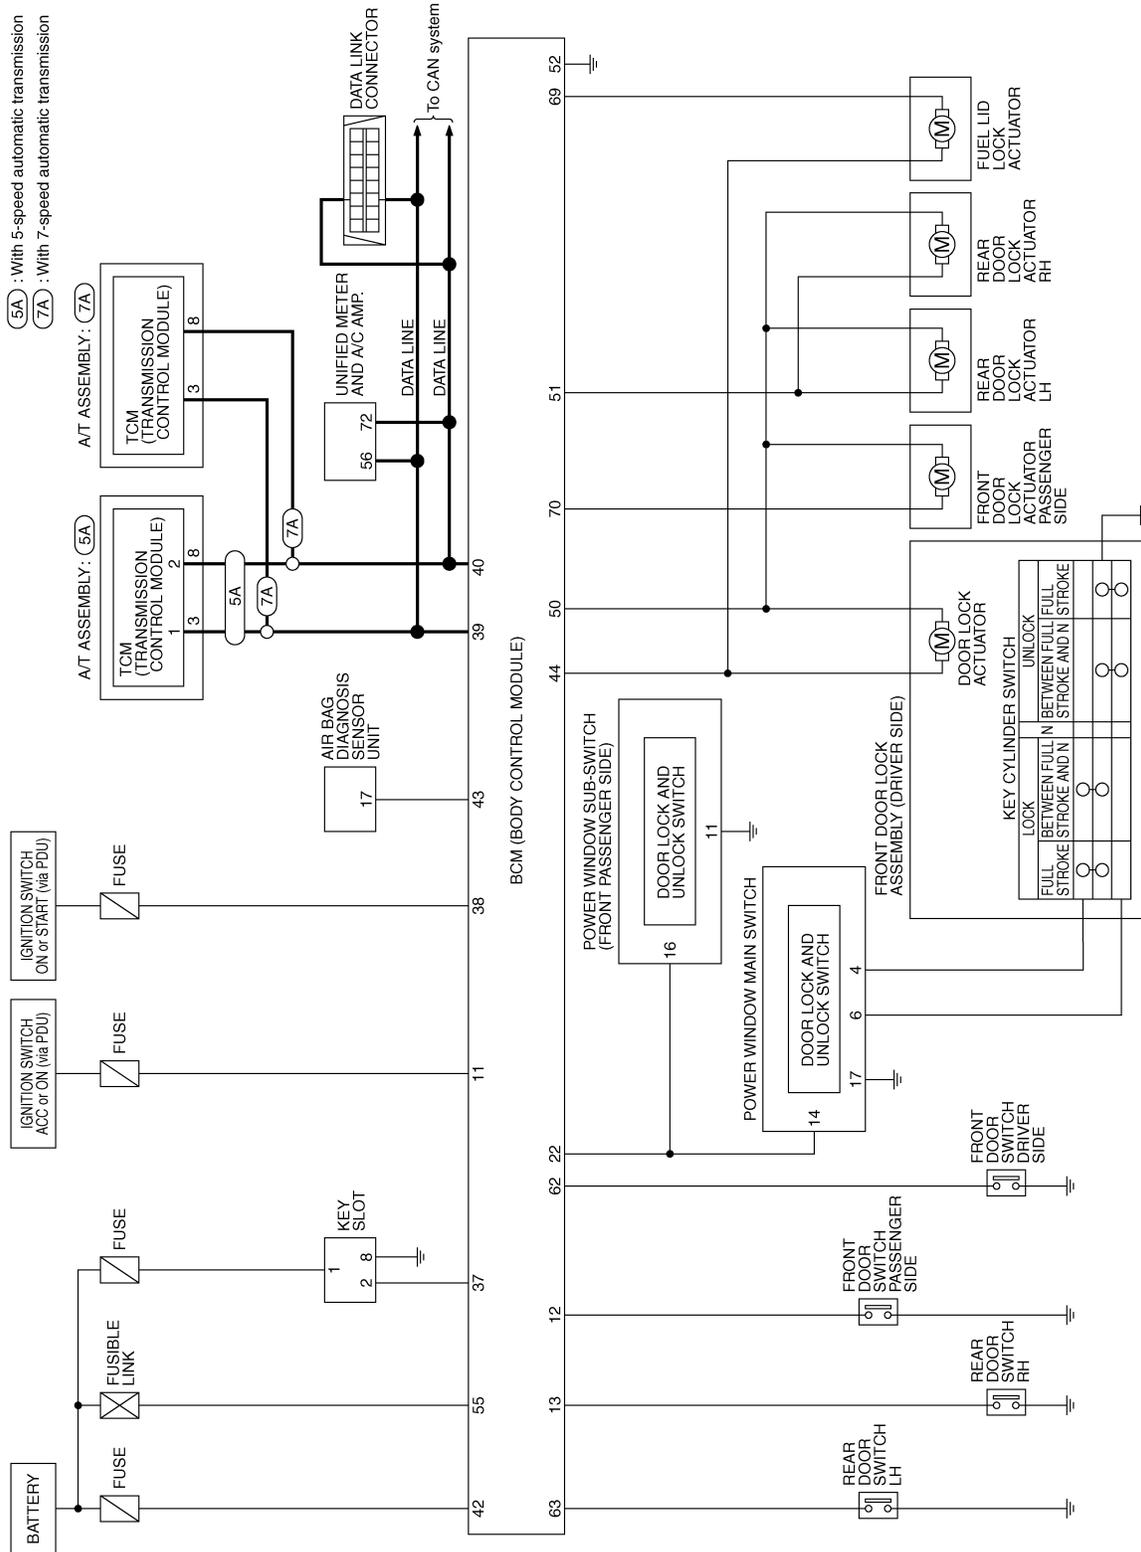 5A : With 5-speed automatic transmission
7A : With 7-speed automatic transmission
BATTERY
FUSE
FUSIBLE
LINK
FUSE
KEY
SLOT
1
2
8
IGNITION SWITCH
ACC or ON (via PDU)
FUSE
IGNITION SWITCH
ON or START (via PDU)
FUSE
AIR BAG
DIAGNOSIS
SENSOR
UNIT
17
A/T ASSEMBLY : 5A
TCM
(TRANSMISSION
CONTROL MODULE)
1
2
3
8
5A
7A
7A
A/T ASSEMBLY : 7A
TCM
(TRANSMISSION
CONTROL MODULE)
3
8
UNIFIED METER
AND A/C AMP.
56
72
DATA LINE
DATA LINE
DATA LINK
CONNECTOR
To CAN system
42
55
37
11
38
43
39
40
BCM (BODY CONTROL MODULE)
63
13
12
62
22
44
50
70
51
69
52
REAR
DOOR
SWITCH
LH
REAR
DOOR
SWITCH
RH
FRONT
DOOR
SWITCH
PASSENGER
SIDE
FRONT
DOOR
SWITCH
DRIVER
SIDE
POWER WINDOW MAIN SWITCH
DOOR LOCK AND
UNLOCK SWITCH
14
17
6
4
POWER WINDOW SUB-SWITCH
(FRONT PASSENGER SIDE)
DOOR LOCK AND
UNLOCK SWITCH
16
11
FRONT DOOR LOCK
ASSEMBLY (DRIVER SIDE)
KEY CYLINDER SWITCH
LOCK
N
UNLOCK
FULL
STROKE
BETWEEN FULL
STROKE AND N
BETWEEN FULL
STROKE AND N
FULL
STROKE
M
DOOR LOCK
ACTUATOR
M
FRONT
DOOR
LOCK
ACTUATOR
PASSENGER
SIDE
M
REAR
DOOR
LOCK
ACTUATOR
LH
M
REAR
DOOR
LOCK
ACTUATOR
RH
M
FUEL LID
LOCK
ACTUATOR